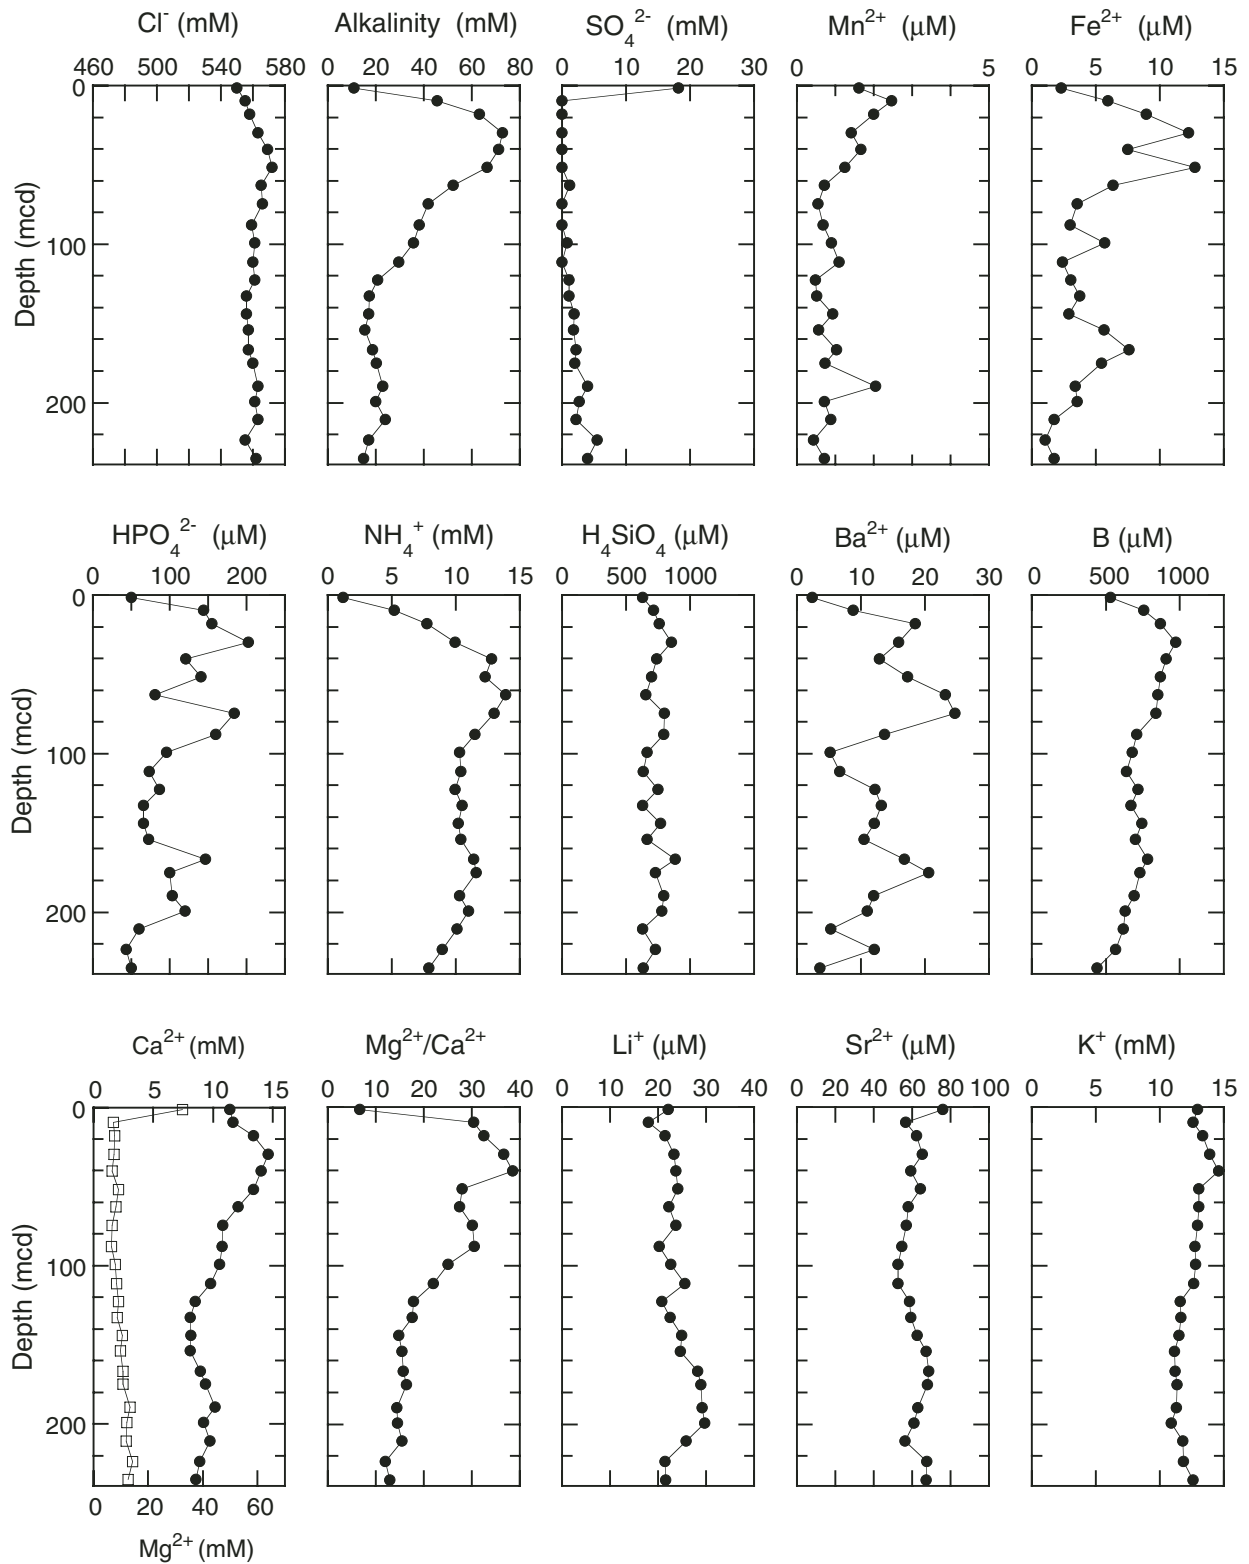 Cl⁻ (mM) Alkalinity (mM) SO₄²⁻ (mM) Mn²⁺ (μM) Fe²⁺ (μM)
460 500 540 580 0 20 40 60 80 0 10 20 30 0 5 0 5 10 15
0
100
200
Depth (mcd)
HPO₄²⁻ (μM) NH₄⁺ (mM) H₄SiO₄ (μM) Ba²⁺ (μM) B (μM)
0 100 200 0 5 10 15 0 500 1000 0 10 20 30 0 500 1000
0
100
200
Depth (mcd)
Ca²⁺ (mM) Mg²⁺/Ca²⁺ Li⁺ (μM) Sr²⁺ (μM) K⁺ (mM)
0 5 10 15 0 10 20 30 40 0 20 30 40 0 20 40 60 80 100 0 5 10 15
0
100
200
Depth (mcd)
0 20 40 60
Mg²⁺ (mM)